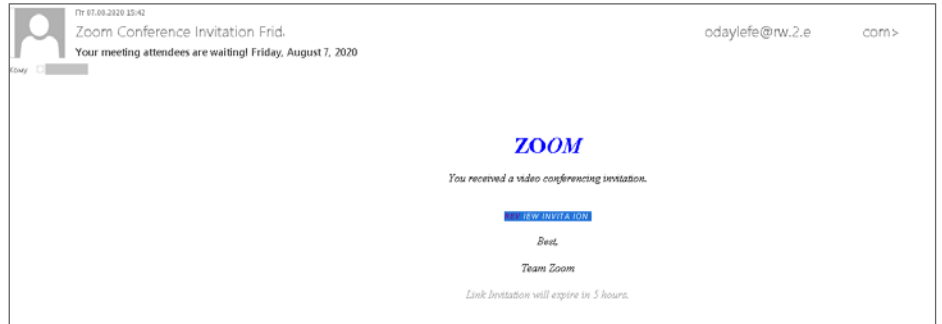 Пт 07.08.2020 15:42
Zoom Conference Invitation Frid.
odaylefe@rw.2.e com>
Your meeting attendees are waiting! Friday, August 7, 2020
Кому
ZOOM
You received a video conferencing invitation.
REV IEW INVITA ION
Best,
Team Zoom
Link Invitation will expire in 5 hours.